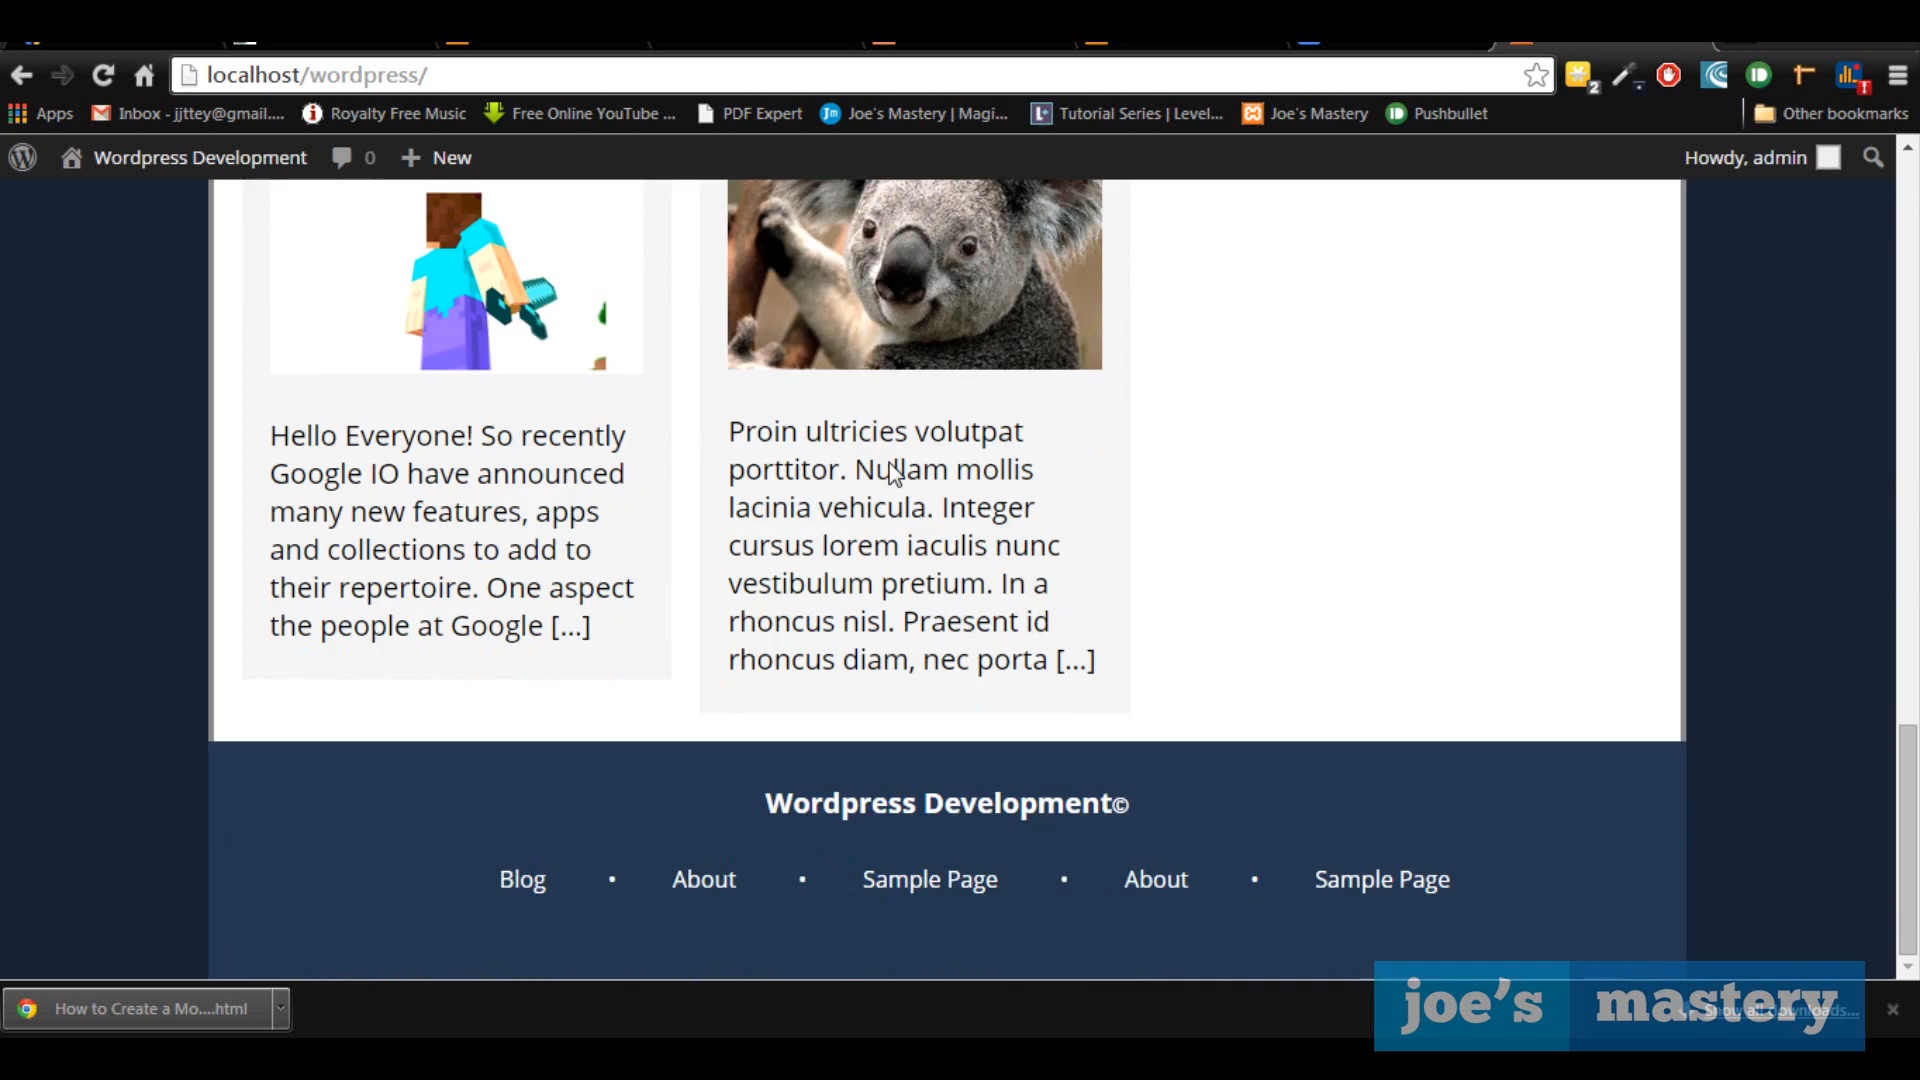 localhost/wordpress/
Apps Inbox - jjttey@gmail.... Royalty Free Music Free Online YouTube ... PDF Expert Joe's Mastery | Magi... Tutorial Series | Level... Joe's Mastery Pushbullet Other bookmarks
Wordpress Development 0 New Howdy, admin
Hello Everyone! So recently
Google IO have announced
many new features, apps
and collections to add to
their repertoire. One aspect
the people at Google [...]
Proin ultricies volutpat
porttitor. Nullam mollis
lacinia vehicula. Integer
cursus lorem iaculis nunc
vestibulum pretium. In a
rhoncus nisl. Praesent id
rhoncus diam, nec porta [...]
Wordpress Development©
Blog • About • Sample Page • About • Sample Page
How to Create a Mo....html
joe's mastery
Show all downloads...